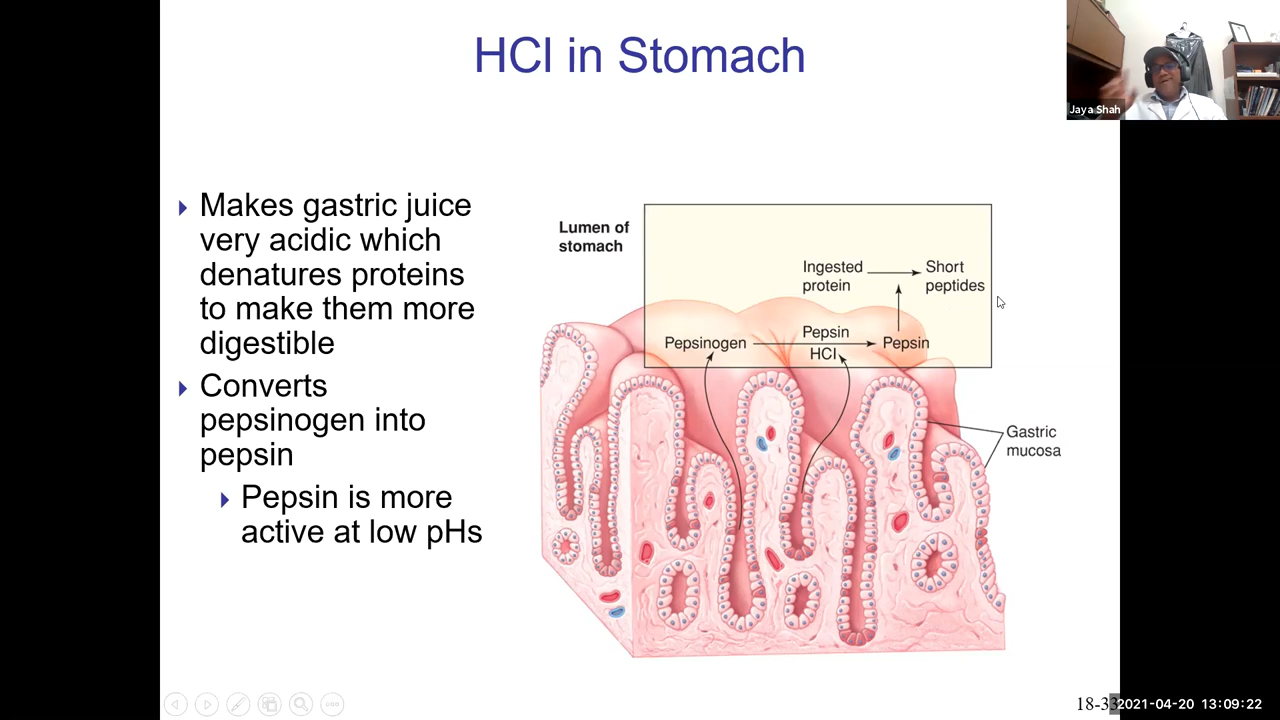 HCl in Stomach
Jaya Shah
Makes gastric juice
very acidic which
denatures proteins
to make them more
digestible
Converts
pepsinogen into
pepsin
Pepsin is more
active at low pHs
Lumen of
stomach
Ingested
protein
Short
peptides
Pepsinogen
Pepsin
HCl
Pepsin
Gastric
mucosa
18-33
2021-04-20 13:09:22